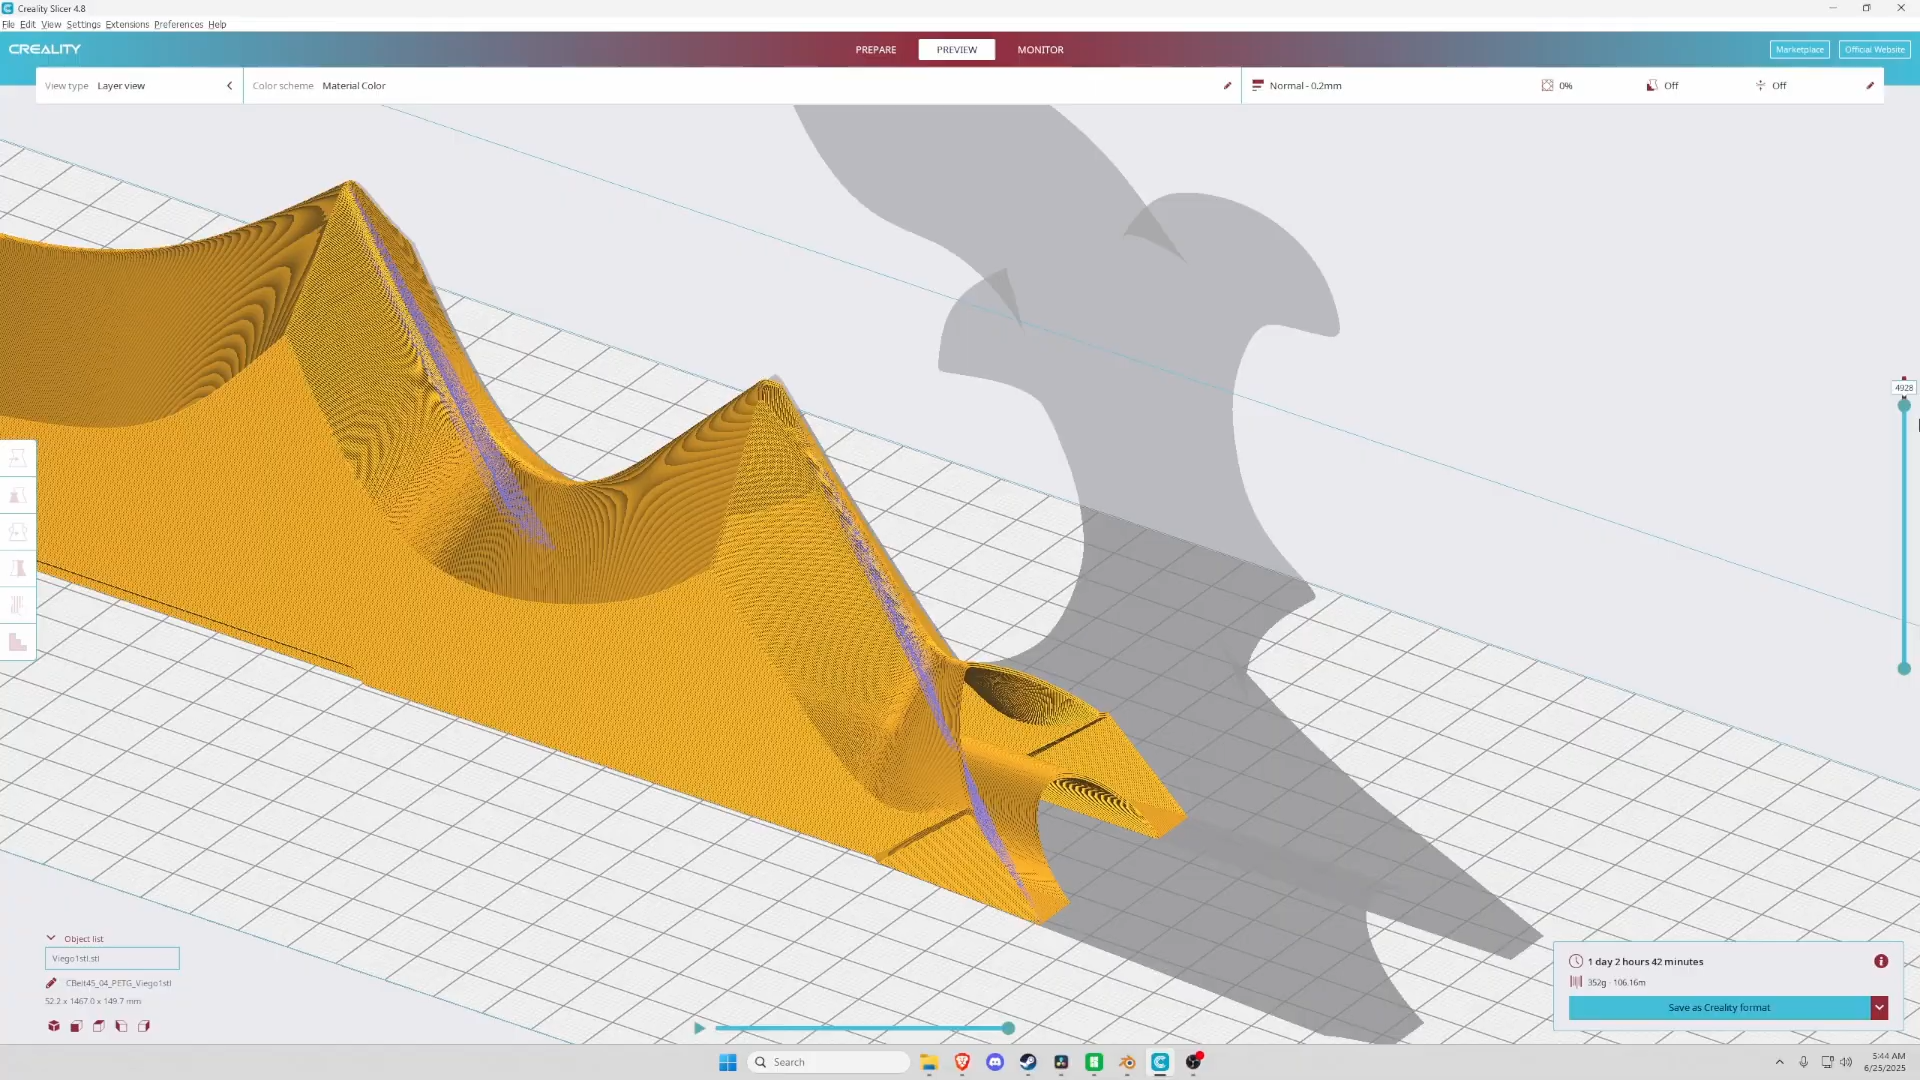 Creality Slicer 4.8
File Edit View Settings Extensions Preferences Help
CREALITY
PREPARE
PREVIEW
MONITOR
Marketplace
Official Website
View type Layer view
Color scheme Material Color
Normal - 0.2mm
0%
Off
Off
4928
Object list
Viego1stl.stl
CBelt45_04_PETG_Viego1stl
52.2 x 1467.0 x 149.7 mm
1 day 2 hours 42 minutes
352g · 106.16m
Save as Creality format
Search
5:44 AM
6/25/2025